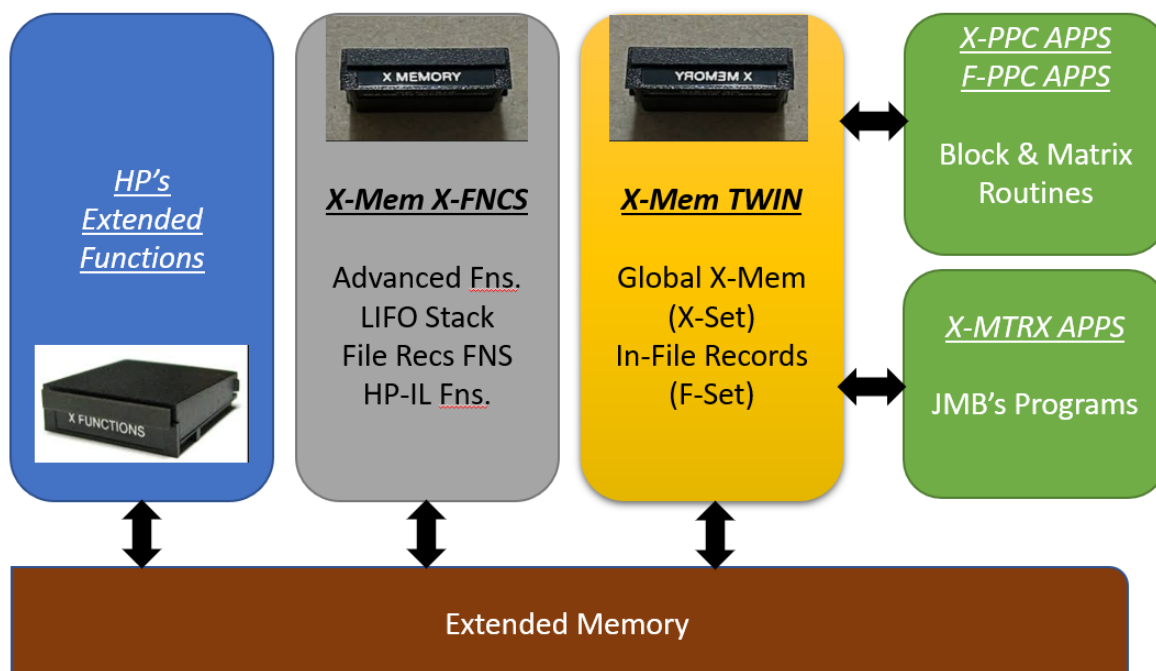 HP's
Extended
Functions
X FUNCTIONS
X MEMORY
X-Mem X-FNCS
Advanced Fns.
LIFO Stack
File Recs FNS
HP-IL Fns.
X MEMORY
X-Mem TWIN
Global X-Mem
(X-Set)
In-File Records
(F-Set)
X-PPC APPS
F-PPC APPS
Block & Matrix
Routines
X-MTRX APPS
JMB's Programs
Extended Memory